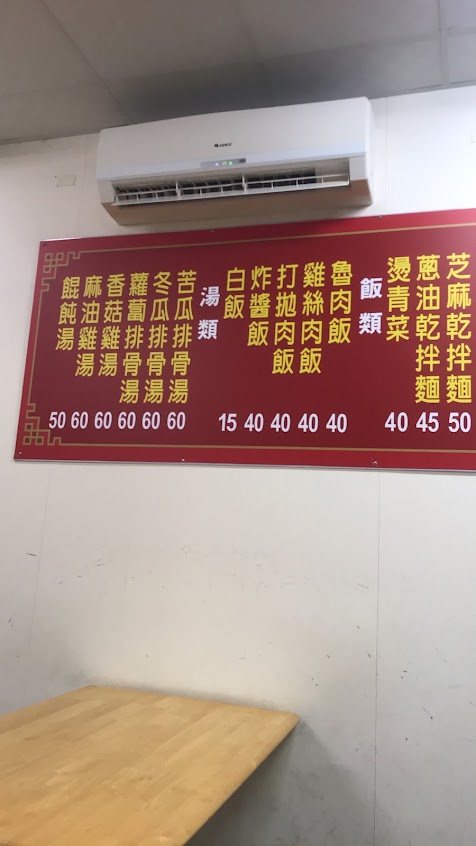 GREE
芝麻乾拌麵 50
蔥油乾拌麵 45
燙青菜 40
飯類
魯肉飯 40
雞絲肉飯 40
打拋肉飯 40
炸醬飯 40
白飯 15
湯類
苦瓜排骨湯 60
冬瓜排骨湯 60
蘿蔔排骨湯 60
香菇雞湯 60
麻油雞湯 60
餛飩湯 50